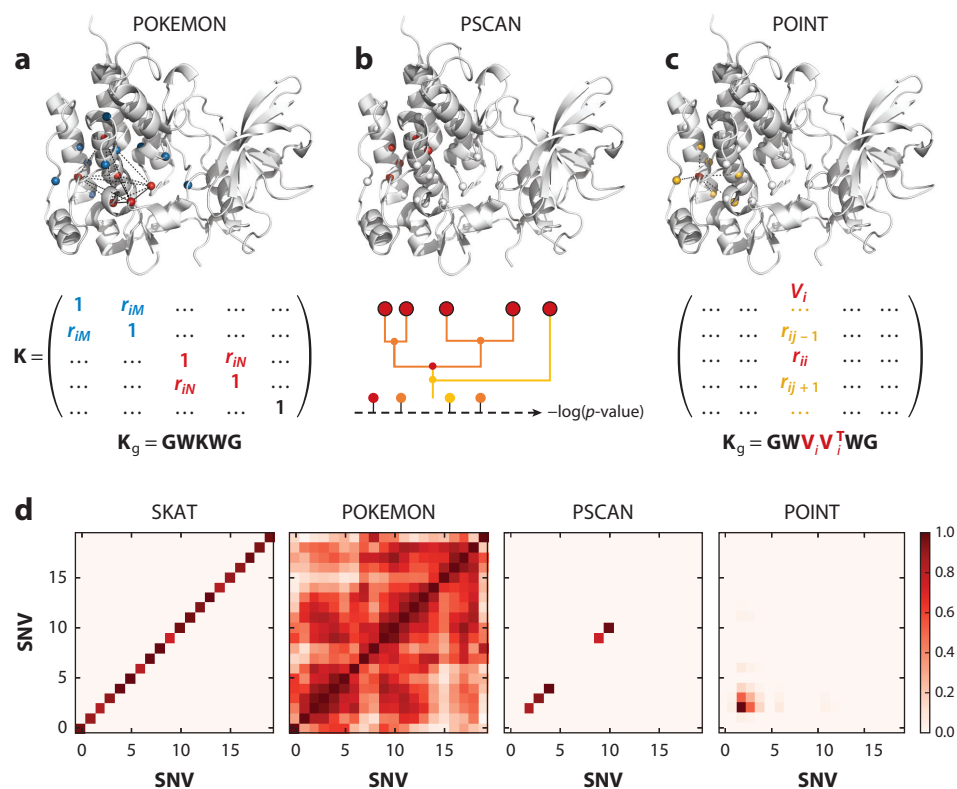 POKEMON PSCAN POINT
a b c
K = ( 1 r_iM … … …
r_iM 1 … … …
… … 1 r_iN …
… … r_iN 1 …
… … … … 1 )
K_g = GWKWG
−log(p-value)
V_i
… … … … …
… … r_ij−1 … …
… … r_ii … …
… … r_ij+1 … …
… … … … …
K_g = GWV_iV_i^TWG
d
SKAT POKEMON PSCAN POINT
SNV
15
10
5
0
0 5 10 15
0 5 10 15
0 5 10 15
0 5 10 15
SNV SNV SNV SNV
1.0
0.8
0.6
0.4
0.2
0.0